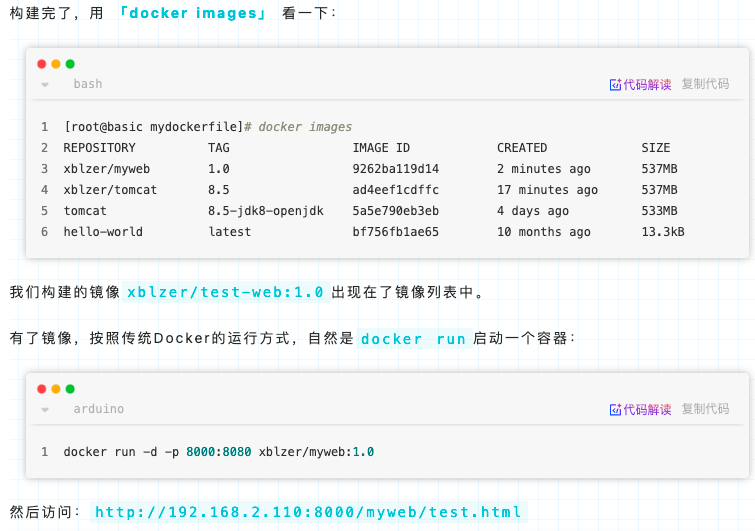 构建完了，用 「docker images」 看一下：
bash
代码解读 复制代码
1 [root@basic mydockerfile]# docker images
2 REPOSITORY TAG IMAGE ID CREATED SIZE
3 xblzer/myweb 1.0 9262ba119d14 2 minutes ago 537MB
4 xblzer/tomcat 8.5 ad4eef1cdffc 17 minutes ago 537MB
5 tomcat 8.5-jdk8-openjdk 5a5e790eb3eb 4 days ago 533MB
6 hello-world latest bf756fb1ae65 10 months ago 13.3kB
我们构建的镜像 xblzer/test-web:1.0 出现在了镜像列表中。
有了镜像，按照传统Docker的运行方式，自然是 docker run 启动一个容器：
arduino
代码解读 复制代码
1 docker run -d -p 8000:8080 xblzer/myweb:1.0
然后访问： http://192.168.2.110:8000/myweb/test.html